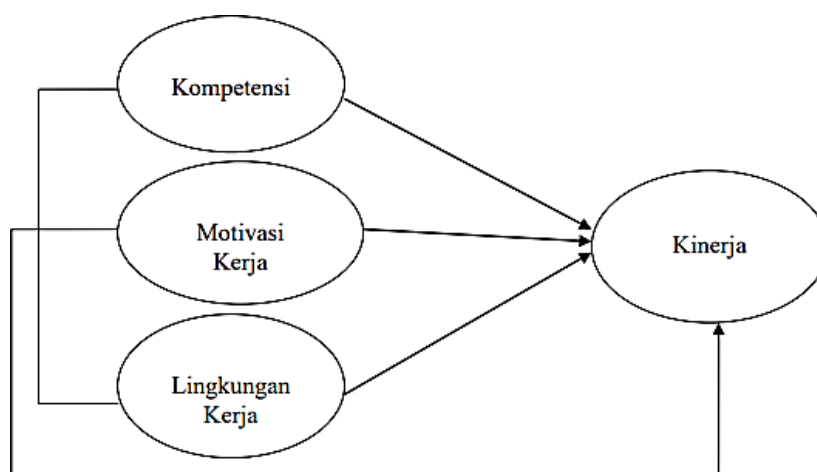 Kompetensi
Motivasi
Kerja
Kinerja
Lingkungan
Kerja